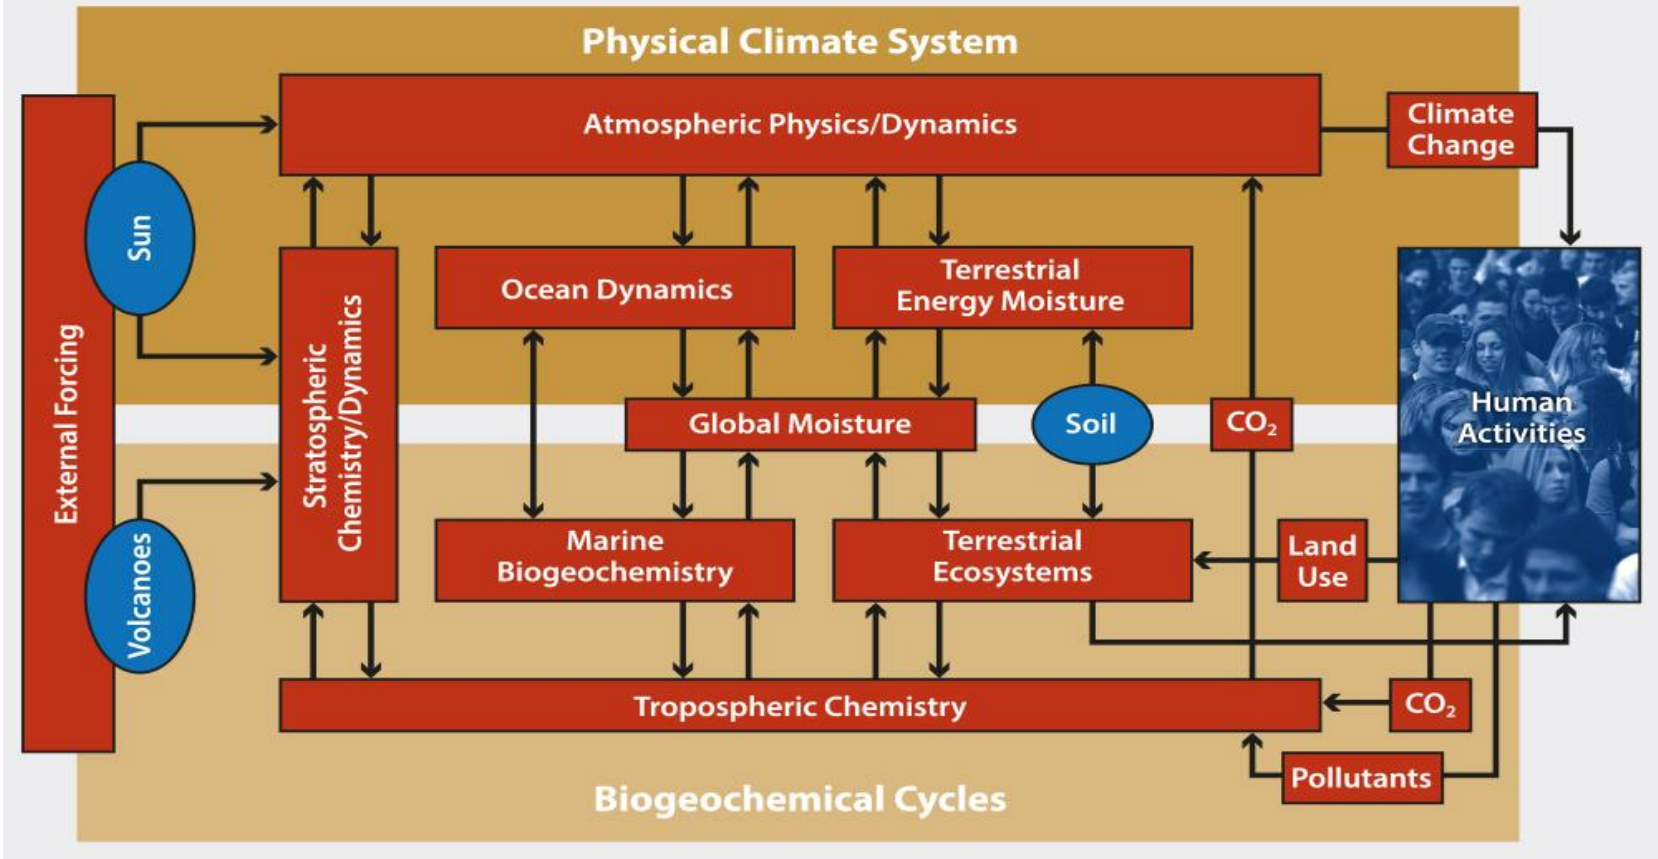 Physical Climate System
Atmospheric Physics/Dynamics
Climate
Change
External Forcing
Sun
Volcanoes
Stratospheric
Chemistry/Dynamics
Ocean Dynamics
Terrestrial
Energy Moisture
Global Moisture
Soil
CO₂
Human
Activities
Marine
Biogeochemistry
Terrestrial
Ecosystems
Land
Use
Tropospheric Chemistry
CO₂
Pollutants
Biogeochemical Cycles